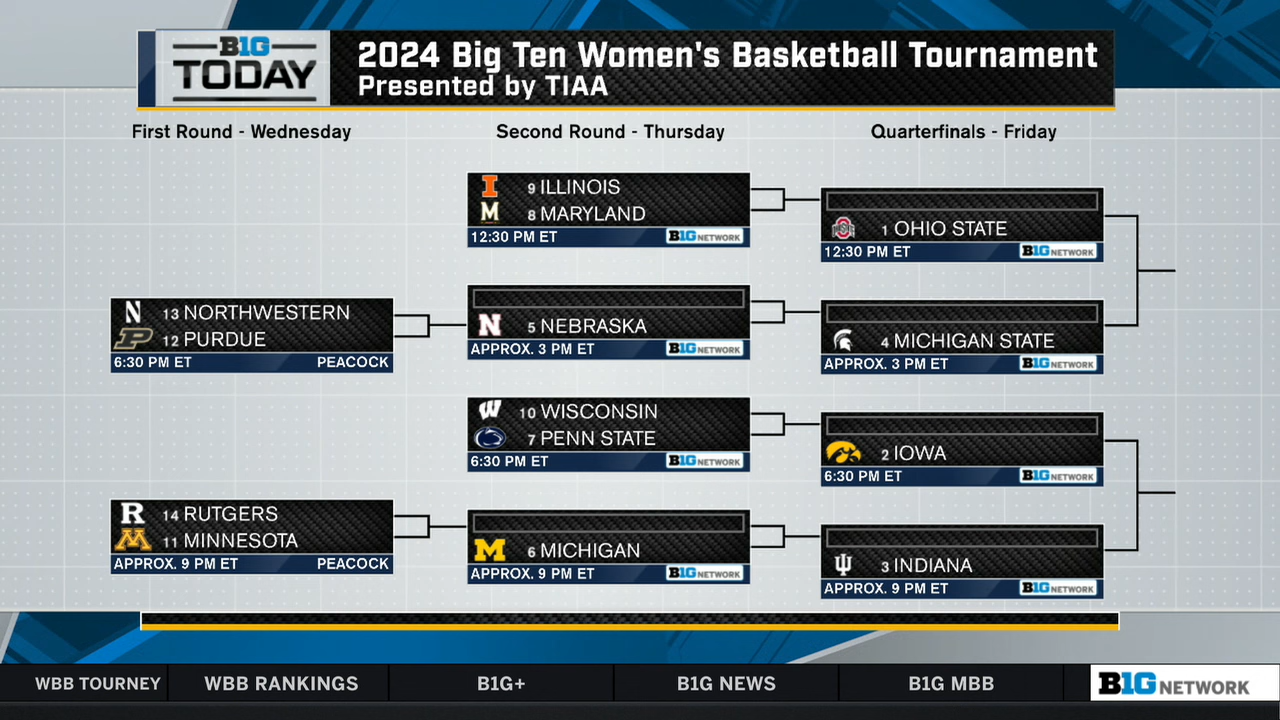 B1G
TODAY
2024 Big Ten Women's Basketball Tournament
Presented by TIAA
First Round - Wednesday
13 NORTHWESTERN
12 PURDUE
6:30 PM ET PEACOCK
14 RUTGERS
11 MINNESOTA
APPROX. 9 PM ET PEACOCK
Second Round - Thursday
9 ILLINOIS
8 MARYLAND
12:30 PM ET B1G NETWORK
5 NEBRASKA
APPROX. 3 PM ET B1G NETWORK
10 WISCONSIN
7 PENN STATE
6:30 PM ET B1G NETWORK
6 MICHIGAN
APPROX. 9 PM ET B1G NETWORK
Quarterfinals - Friday
1 OHIO STATE
12:30 PM ET B1G NETWORK
4 MICHIGAN STATE
APPROX. 3 PM ET B1G NETWORK
2 IOWA
6:30 PM ET B1G NETWORK
3 INDIANA
APPROX. 9 PM ET B1G NETWORK
WBB TOURNEY WBB RANKINGS B1G+ B1G NEWS B1G MBB B1G NETWORK